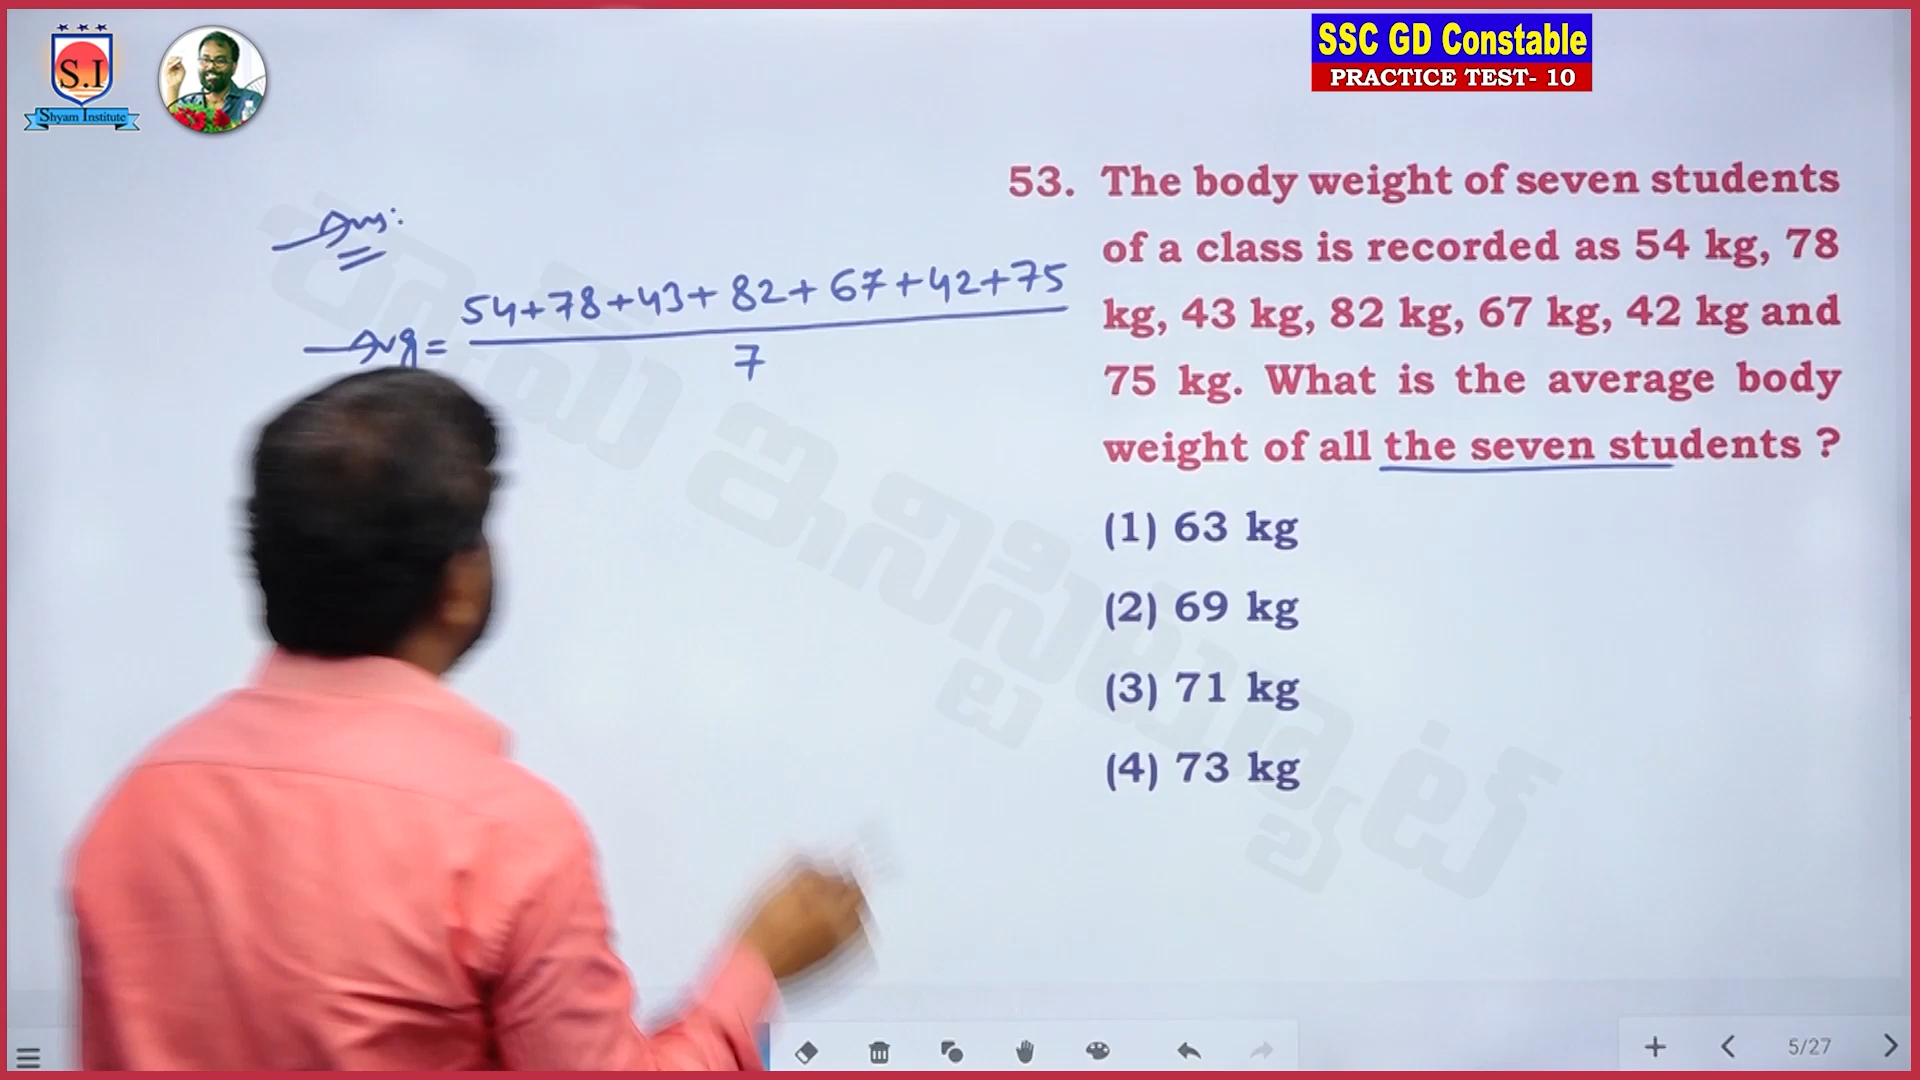 S.I
Shyam Institute
SSC GD Constable
PRACTICE TEST- 10
Ans:
Avg = 54+78+43+82+67+42+75
7
53. The body weight of seven students
of a class is recorded as 54 kg, 78
kg, 43 kg, 82 kg, 67 kg, 42 kg and
75 kg. What is the average body
weight of all the seven students ?
(1) 63 kg
(2) 69 kg
(3) 71 kg
(4) 73 kg
శ్యామ్ ఇన్స్టిట్యూట్
5/27